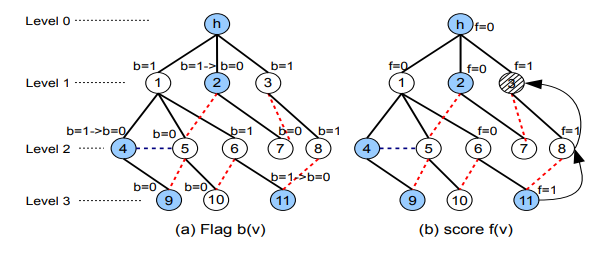 Level 0 h h f=0
b=1 b=1->b=0 b=1 f=0 f=0 f=1
Level 1 1 2 3 1 2 3
b=1->b=0 b=0 b=1 b=0 b=1 f=0 f=1
Level 2 4 5 6 7 8 4 5 6 7 8
b=0 b=0 b=1->b=0 f=1
Level 3 9 10 11 9 10 11
(a) Flag b(v) (b) score f(v)